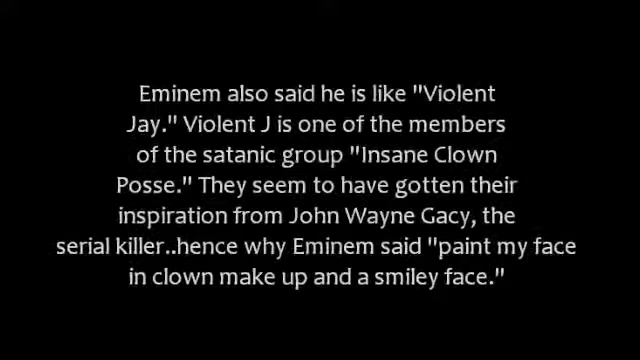 Eminem also said he is like "Violent
Jay." Violent J is one of the members
of the satanic group "Insane Clown
Posse." They seem to have gotten their
inspiration from John Wayne Gacy, the
serial killer..hence why Eminem said "paint my face
in clown make up and a smiley face."